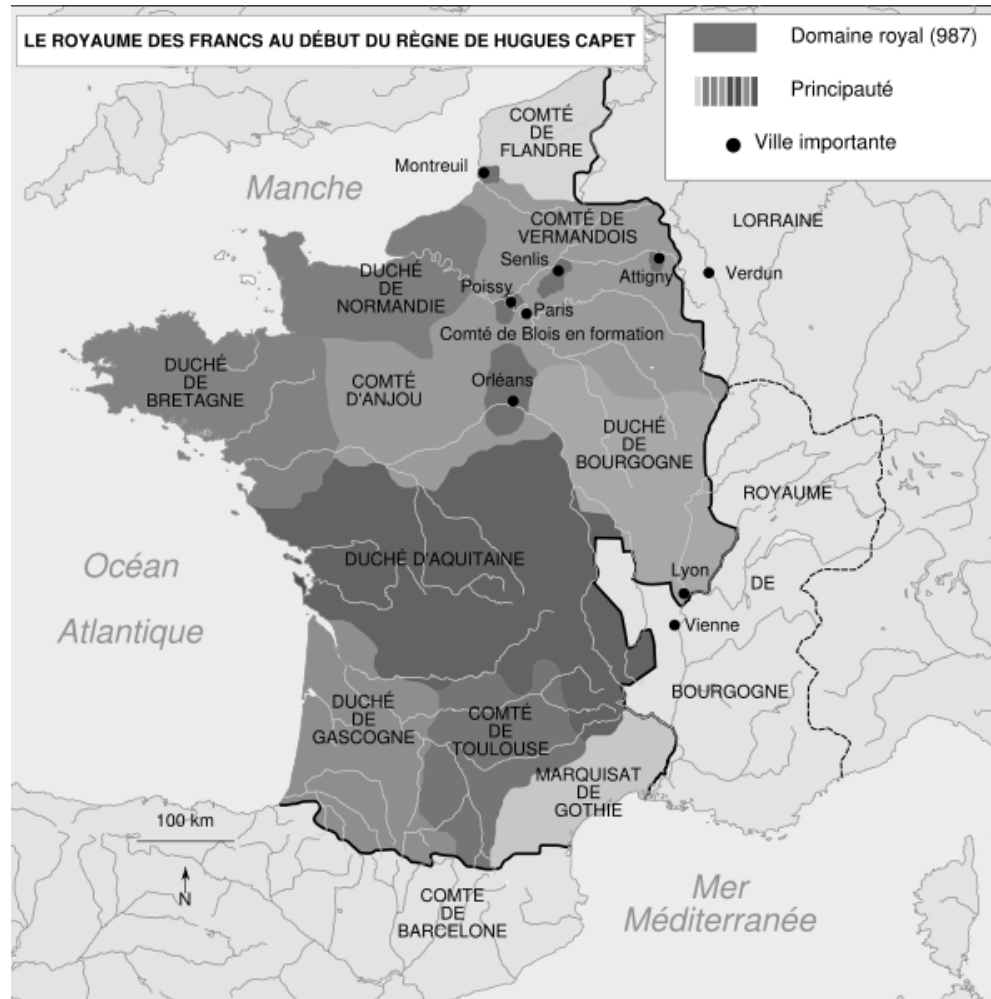 LE ROYAUME DES FRANCS AU DÉBUT DU RÈGNE DE HUGUES CAPET
Domaine royal (987)
Principauté
Ville importante
COMTÉ
DE
FLANDRE
Montreuil
Manche
COMTÉ DE
VERMANDOIS
LORRAINE
Senlis
Attigny
Verdun
DUCHÉ
DE
NORMANDIE
Poissy
Paris
Comté de Blois en formation
DUCHÉ
DE
BRETAGNE
COMTÉ
D'ANJOU
Orléans
DUCHÉ
DE
BOURGOGNE
ROYAUME
DE
BOURGOGNE
Océan
Atlantique
DUCHÉ D'AQUITAINE
Lyon
Vienne
DUCHÉ
DE
GASCOGNE
COMTÉ
DE
TOULOUSE
MARQUISAT
DE
GOTHIE
100 km
N
COMTE
DE
BARCELONE
Mer
Méditerranée